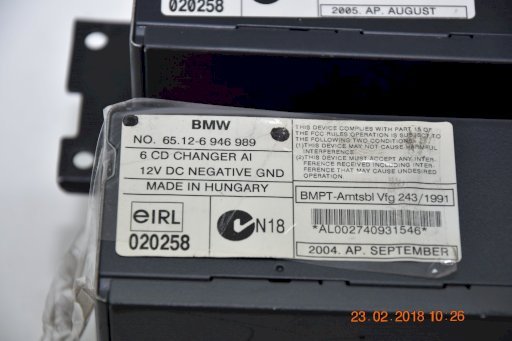 020258
2005. AP. AUGUST
BMW
NO. 65.12-6 946 989
6 CD CHANGER AI
12V DC NEGATIVE GND
MADE IN HUNGARY
eIRL
020258
N18
THIS DEVICE COMPLIES WITH PART 15 OF
THE FCC RULES OPERATION IS SUBJECT TO
THE FOLLOWING TWO CONDITIONS:
(1)THIS DEVICE MAY NOT CAUSE HARMFUL
INTERFERENCE.
(2)THIS DEVICE MUST ACCEPT ANY INTER-
FERENCE RECEIVED INCLUDING INTER-
FERENCE THAT MAY CAUSE UNDESIRED
OPERATION.
BMPT-Amtsbl Vfg 243/1991
*AL002740931546*
2004. AP. SEPTEMBER
23.02.2018 10:26